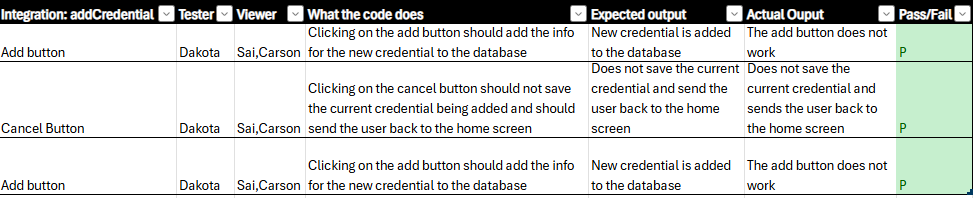 Integration: addCredential Tester Viewer What the code does Expected output Actual Ouput Pass/Fail
Clicking on the add button should add the info New credential is added The add button does not
Add button Dakota Sai,Carson for the new credential to the database to the database work P
Does not save the current Does not save the
Clicking on the cancel button should not save credential and send the current credential and
the current credential being added and should user back to the home sends the user back to
Cancel Button Dakota Sai,Carson send the user back to the home screen screen the home screen P
Clicking on the add button should add the info New credential is added The add button does not
Add button Dakota Sai,Carson for the new credential to the database to the database work P